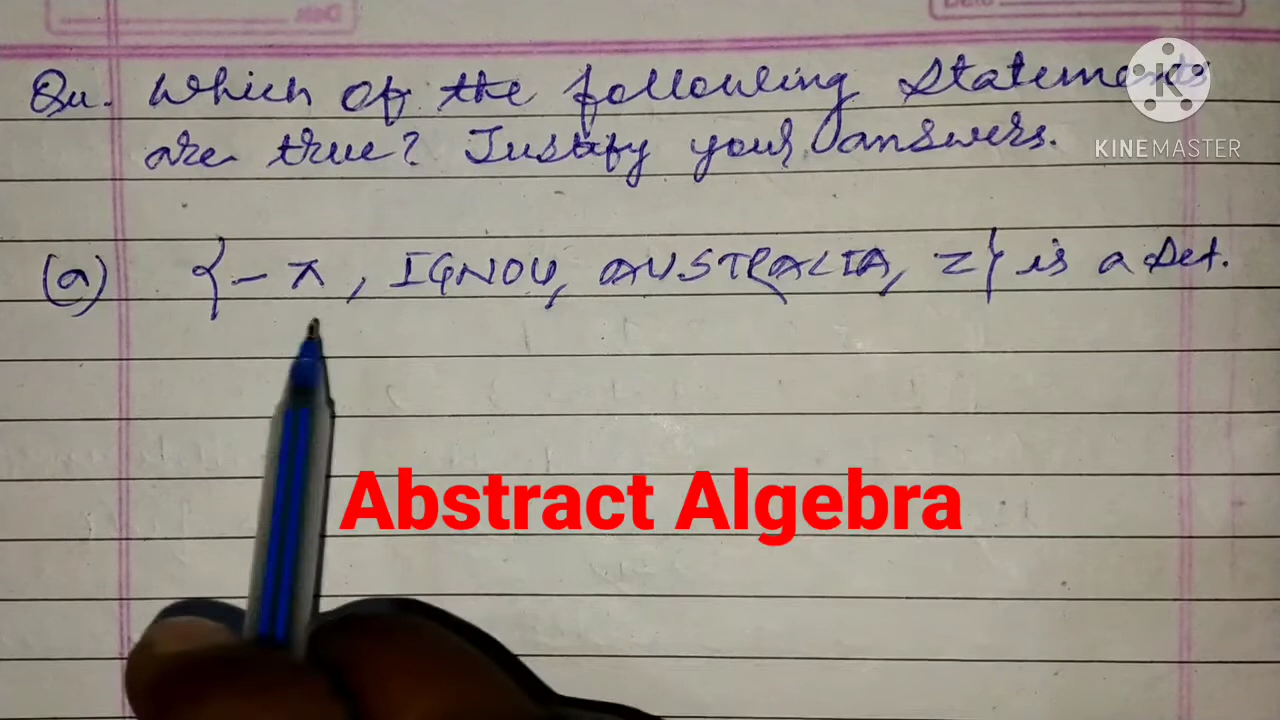 Qu. Which of the following statements
are true? Justify your answers.
KINEMASTER
(a) {-π, IGNOU, AUSTRALIA, Z} is a set.
Abstract Algebra